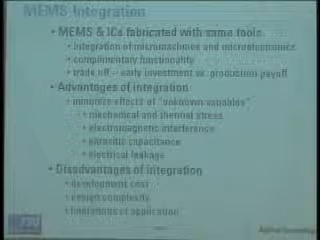 MEMS Integration
• MEMS & ICs fabricated with same tools
• integration of micromachines and microelectronics
• complimentary functionality
• trade off – early investment vs. production payoff
• Advantages of integration
• minimize effects of "unknown variables"
• mechanical and thermal stress
• electromagnetic interference
• parasitic capacitance
• electrical leakage
• Disadvantages of integration
• development cost
• design complexity
• limitations of application